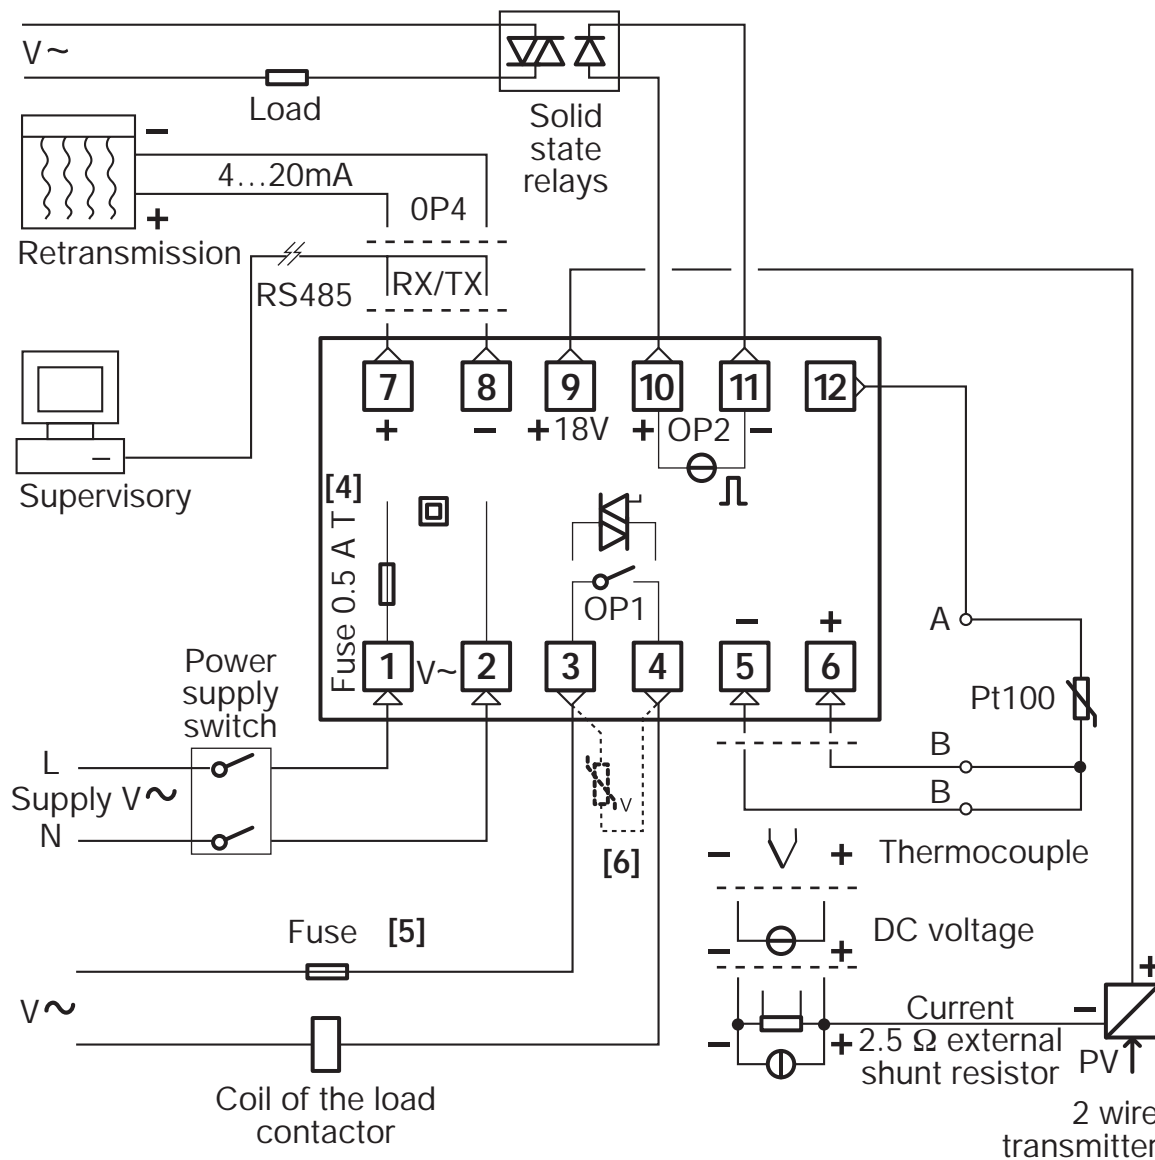 V~
Load
Solid
state
relays
−
4...20mA
+
Retransmission
0P4
RS485
RX/TX
Supervisory
7 8 9 10 11 12
+ − +18V + OP2 −
[4]
Fuse 0.5 A T
OP1
− +
1 V~ 2 3 4 5 6
Power
supply
switch
L
Supply V~
N
A
Pt100
B
B
V
[6]
− + Thermocouple
Fuse [5]
DC voltage
− +
V~
Current
− + 2.5 Ω external
shunt resistor
+
−
PV
2 wire
transmitter
Coil of the load
contactor